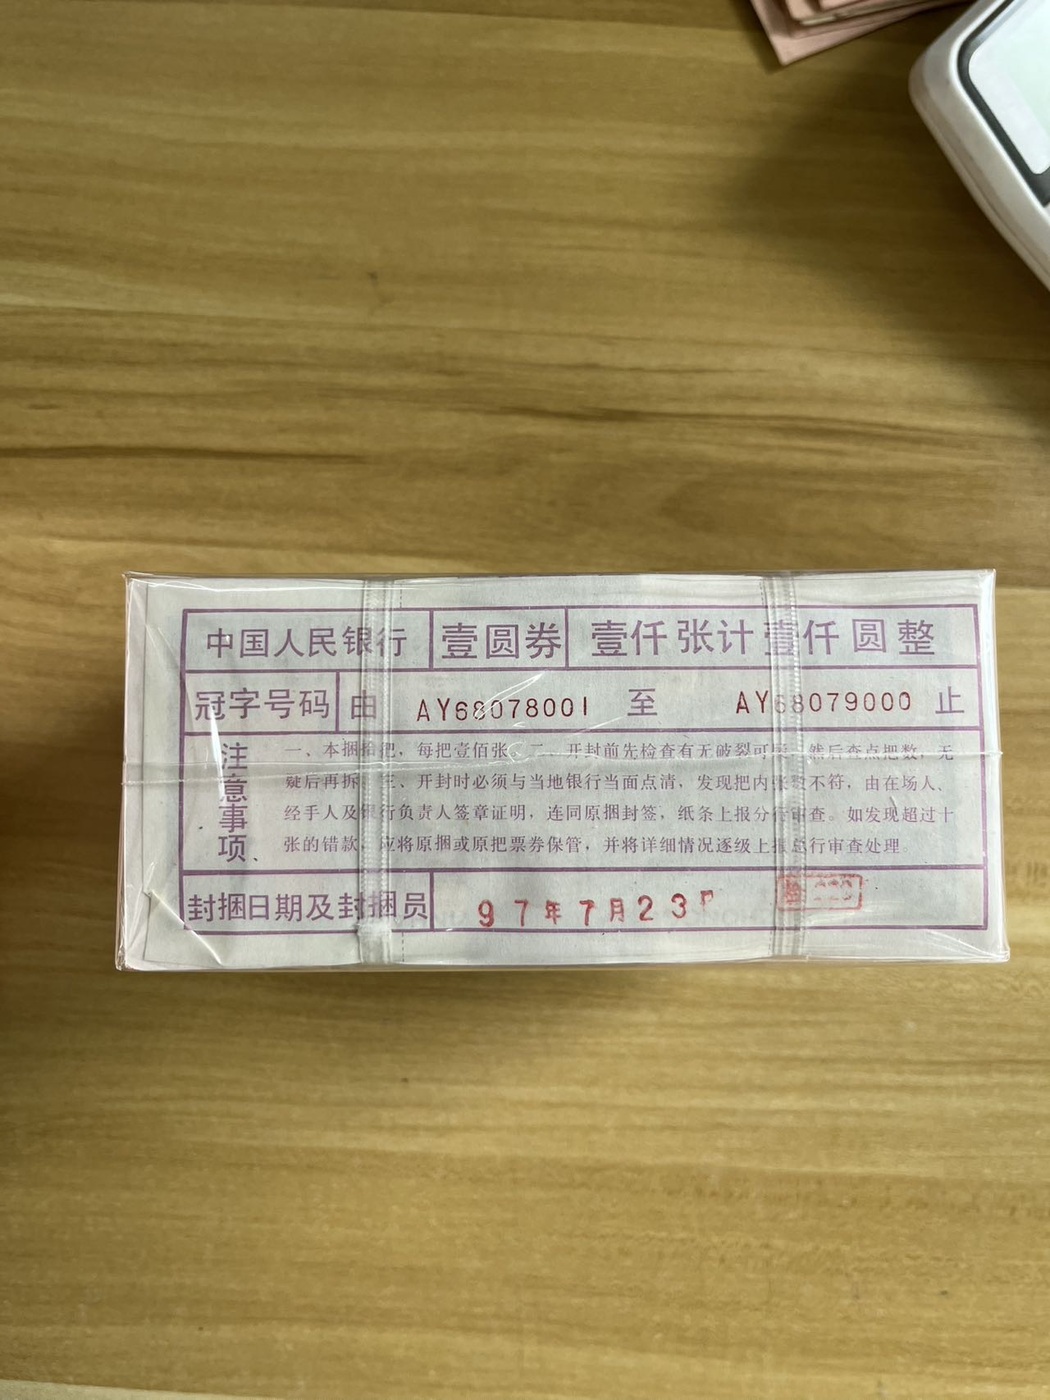 中国人民银行 壹圆券 壹仟张计壹仟圆整
冠字号码 由 AY68078001 至 AY68079000 止
注意事项
一、本捆拾把，每把壹佰张。二、开封前先检查有无破裂可疑，然后查点把数，无
疑后再拆。三、开封时必须与当地银行当面点清，发现把内张数不符，由在场人、
经手人及银行负责人签章证明，连同原捆封签，纸条上报分行审查。如发现超过十
张的错款，应将原捆或原把票券保管，并将详细情况逐级上报总行审查处理。
封捆日期及封捆员 97年7月23